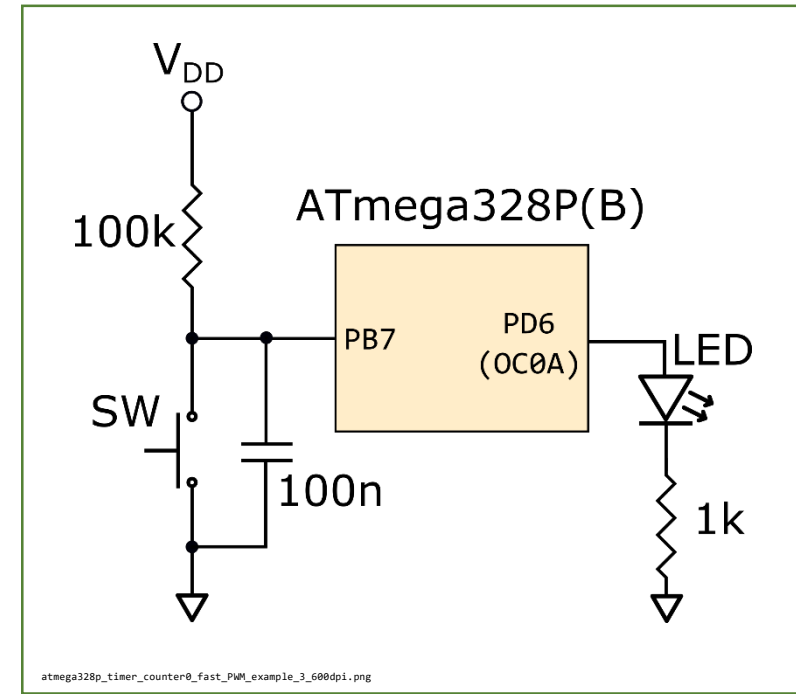 VDD
ATmega328P(B)
100k
PB7
PD6
(OC0A)
LED
SW
100n
1k
atmega328p_timer_counter0_fast_PWM_example_3_600dpi.png